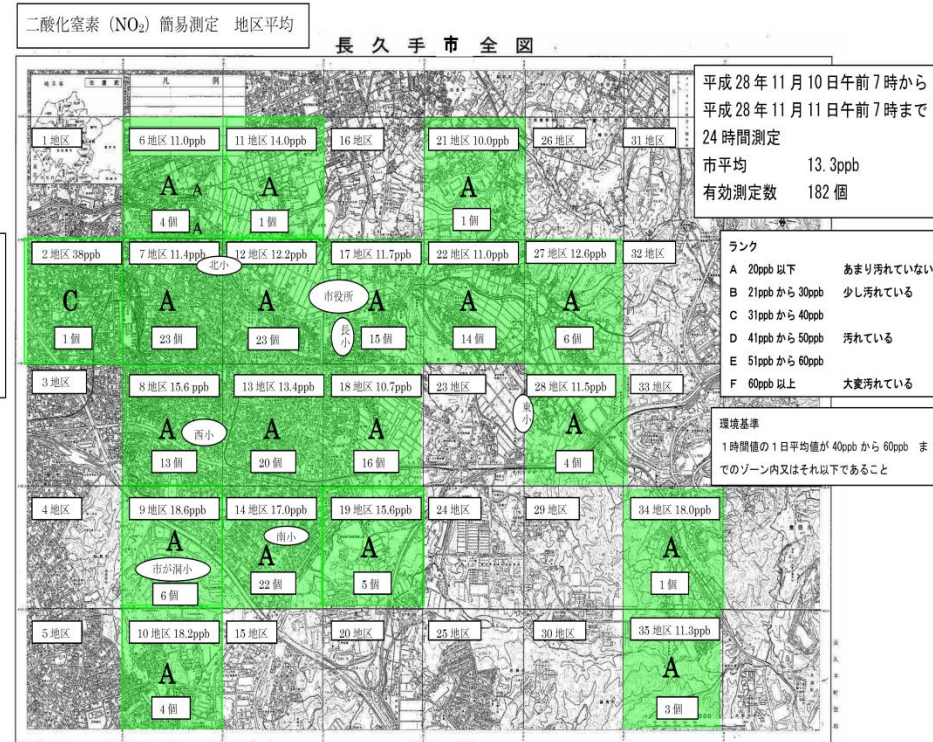 二酸化窒素（NO₂）簡易測定　地区平均
長久手市全図
平成28年11月10日午前7時から
平成28年11月11日午前7時まで
24時間測定
市平均　13.3ppb
有効測定数　182個
凡　例
1地区
6地区 11.0ppb
11地区 14.0ppb
16地区
21地区 10.0ppb
26地区
31地区
A
A
A
A
A
4個
1個
1個
2地区 38ppb
7地区 11.4ppb
12地区 12.2ppb
17地区 11.7ppb
22地区 11.0ppb
27地区 12.6ppb
32地区
北小
市役所
C
A
A
A
A
A
長小
1個
23個
23個
15個
14個
6個
ランク
A　20ppb 以下　あまり汚れていない
B　21ppb から 30ppb　少し汚れている
C　31ppb から 40ppb
D　41ppb から 50ppb　汚れている
E　51ppb から 60ppb
F　60ppb 以上　大変汚れている
3地区
8地区 15.6 ppb
13地区 13.4ppb
18地区 10.7ppb
23地区
28地区 11.5ppb
33地区
東小
A
西小
A
A
A
13個
20個
16個
4個
環境基準
1時間値の1日平均値が 40ppb から 60ppb　ま
でのゾーン内又はそれ以下であること
4地区
9地区 18.6ppb
14地区 17.0ppb
19地区 15.6ppb
24地区
29地区
34地区 18.0ppb
南小
A
A
A
A
市が洞小
6個
22個
5個
1個
5地区
10地区 18.2ppb
15地区
20地区
25地区
30地区
35地区 11.3ppb
A
A
4個
3個